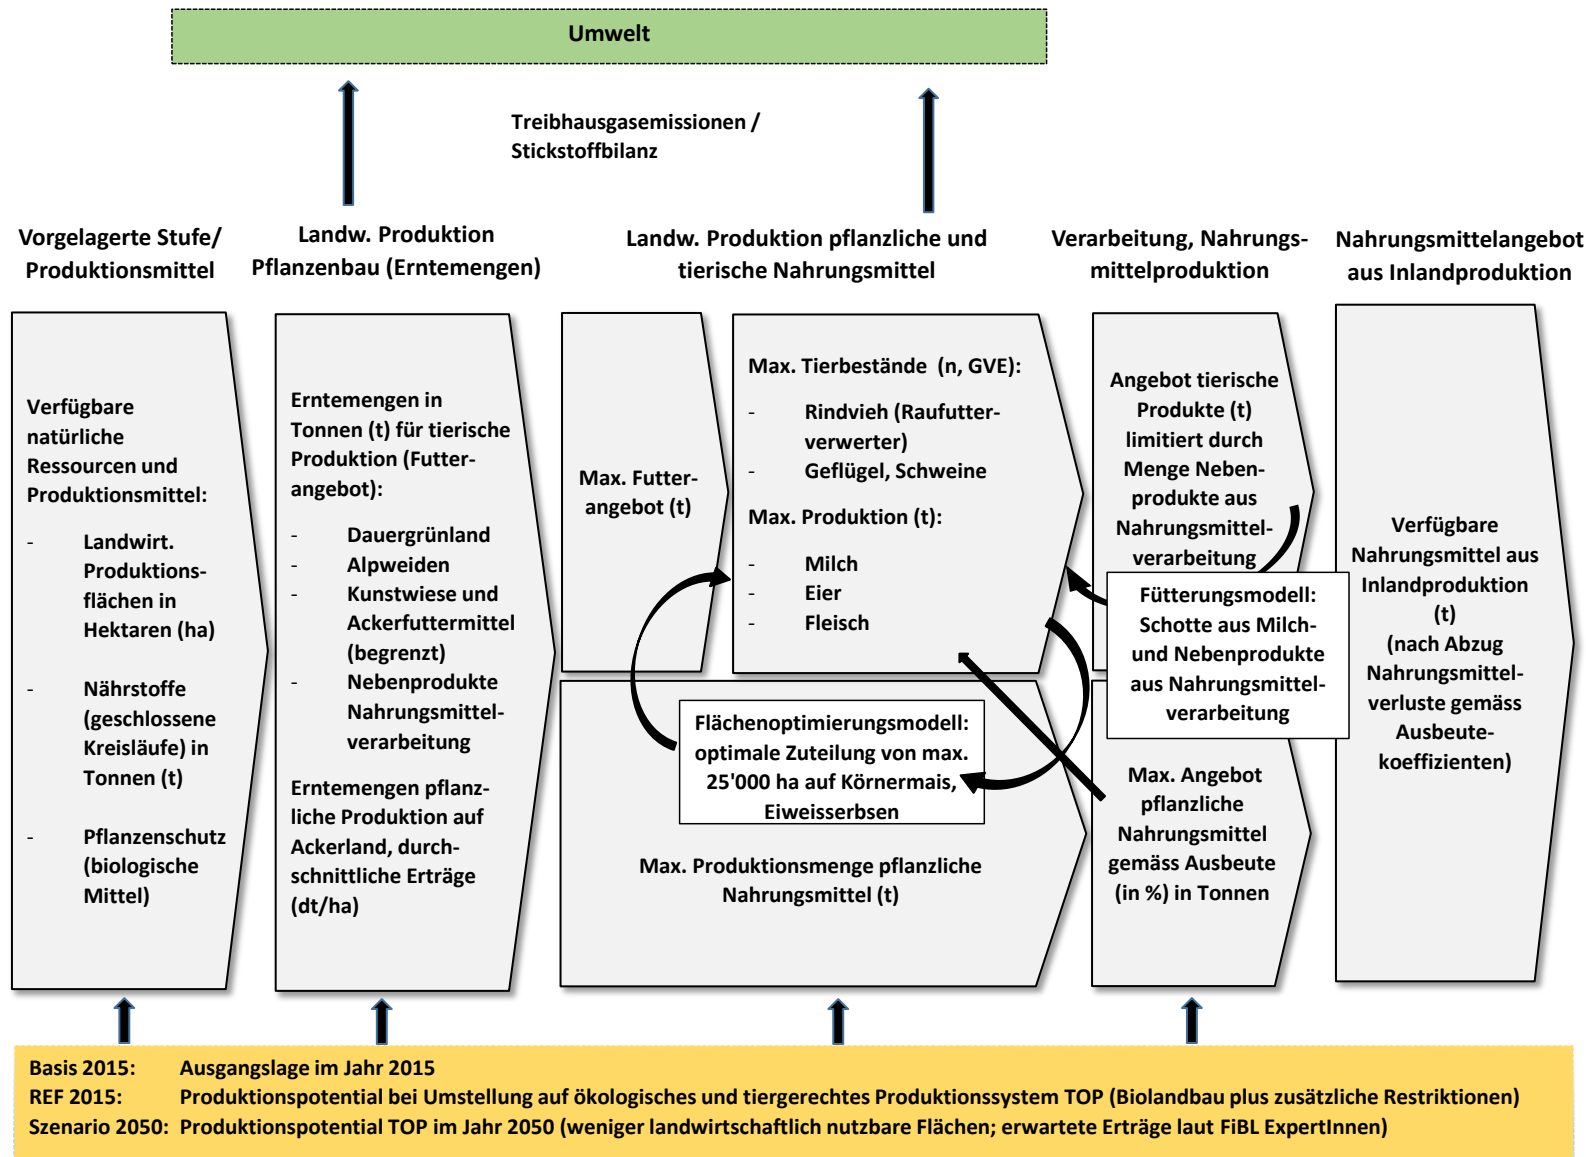 Umwelt
Treibhausgasemissionen /
Stickstoffbilanz
Vorgelagerte Stufe/
Produktionsmittel
Landw. Produktion
Pflanzenbau (Erntemengen)
Landw. Produktion pflanzliche und
tierische Nahrungsmittel
Verarbeitung, Nahrungs-
mittelproduktion
Nahrungsmittelangebot
aus Inlandproduktion
Verfügbare
natürliche
Ressourcen und
Produktionsmittel:
- Landwirt.
Produktions-
flächen in
Hektaren (ha)
- Nährstoffe
(geschlossene
Kreisläufe) in
Tonnen (t)
- Pflanzenschutz
(biologische
Mittel)
Erntemengen in
Tonnen (t) für tierische
Produktion (Futter-
angebot):
- Dauergrünland
- Alpweiden
- Kunstwiese und
Ackerfuttermittel
(begrenzt)
- Nebenprodukte
Nahrungsmittel-
verarbeitung
Erntemengen pflanz-
liche Produktion auf
Ackerland, durch-
schnittliche Erträge
(dt/ha)
Max. Futter-
angebot (t)
Max. Tierbestände (n, GVE):
- Rindvieh (Raufutter-
verwerter)
- Geflügel, Schweine
Max. Produktion (t):
- Milch
- Eier
- Fleisch
Flächenoptimierungsmodell:
optimale Zuteilung von max.
25'000 ha auf Körnermais,
Eiweisserbsen
Max. Produktionsmenge pflanzliche
Nahrungsmittel (t)
Angebot tierische
Produkte (t)
limitiert durch
Menge Neben-
produkte aus
Nahrungsmittel-
verarbeitung
Fütterungsmodell:
Schotte aus Milch-
und Nebenprodukte
aus Nahrungsmittel-
verarbeitung
Max. Angebot
pflanzliche
Nahrungsmittel
gemäss Ausbeute
(in %) in Tonnen
Verfügbare
Nahrungsmittel aus
Inlandproduktion
(t)
(nach Abzug
Nahrungsmittel-
verluste gemäss
Ausbeute-
koeffizienten)
Basis 2015: Ausgangslage im Jahr 2015
REF 2015: Produktionspotential bei Umstellung auf ökologisches und tiergerechtes Produktionssystem TOP (Biolandbau plus zusätzliche Restriktionen)
Szenario 2050: Produktionspotential TOP im Jahr 2050 (weniger landwirtschaftlich nutzbare Flächen; erwartete Erträge laut FiBL ExpertInnen)